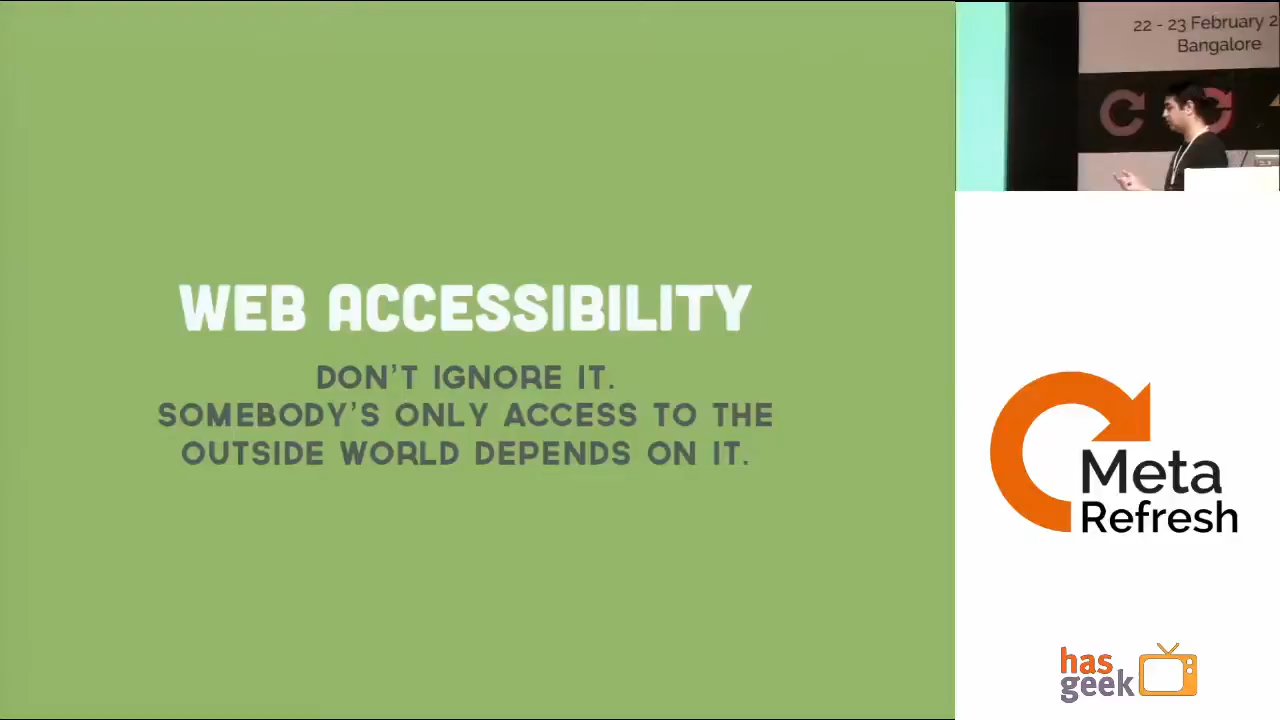 WEB ACCESSIBILITY
DON'T IGNORE IT.
SOMEBODY'S ONLY ACCESS TO THE
OUTSIDE WORLD DEPENDS ON IT.
22 - 23 February 2
Bangalore
Meta
Refresh
has
geek